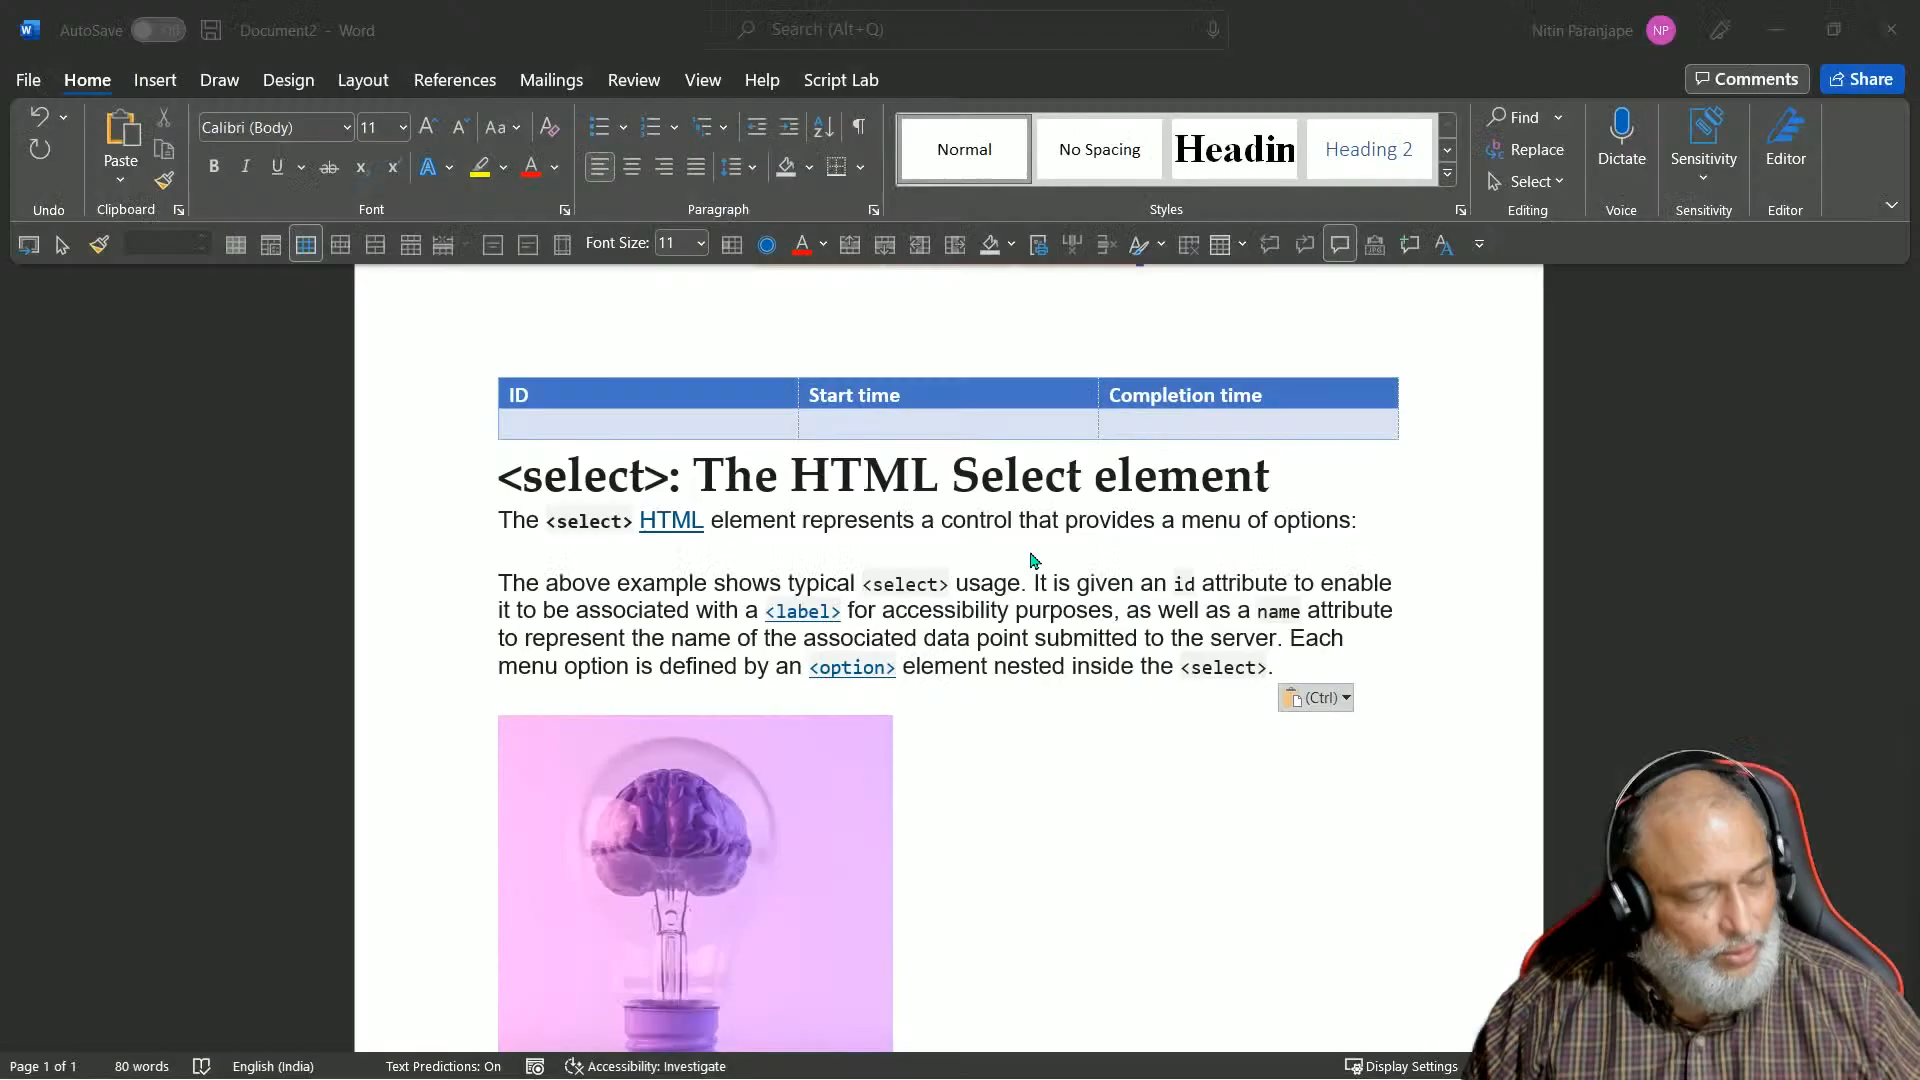 AutoSave Off Document2 - Word Search (Alt+Q) Nitin Paranjape NP
File Home Insert Draw Design Layout References Mailings Review View Help Script Lab Comments Share
Calibri (Body) 11 Aa
Paste
Normal No Spacing Headin Heading 2
Find
Replace
Select
Dictate Sensitivity Editor
Undo Clipboard Font Paragraph Styles Editing Voice Sensitivity Editor
Font Size: 11
ID Start time Completion time
<select>: The HTML Select element
The <select> HTML element represents a control that provides a menu of options:
The above example shows typical <select> usage. It is given an id attribute to enable
it to be associated with a <label> for accessibility purposes, as well as a name attribute
to represent the name of the associated data point submitted to the server. Each
menu option is defined by an <option> element nested inside the <select>.
(Ctrl)
Page 1 of 1 80 words English (India) Text Predictions: On Accessibility: Investigate Display Settings